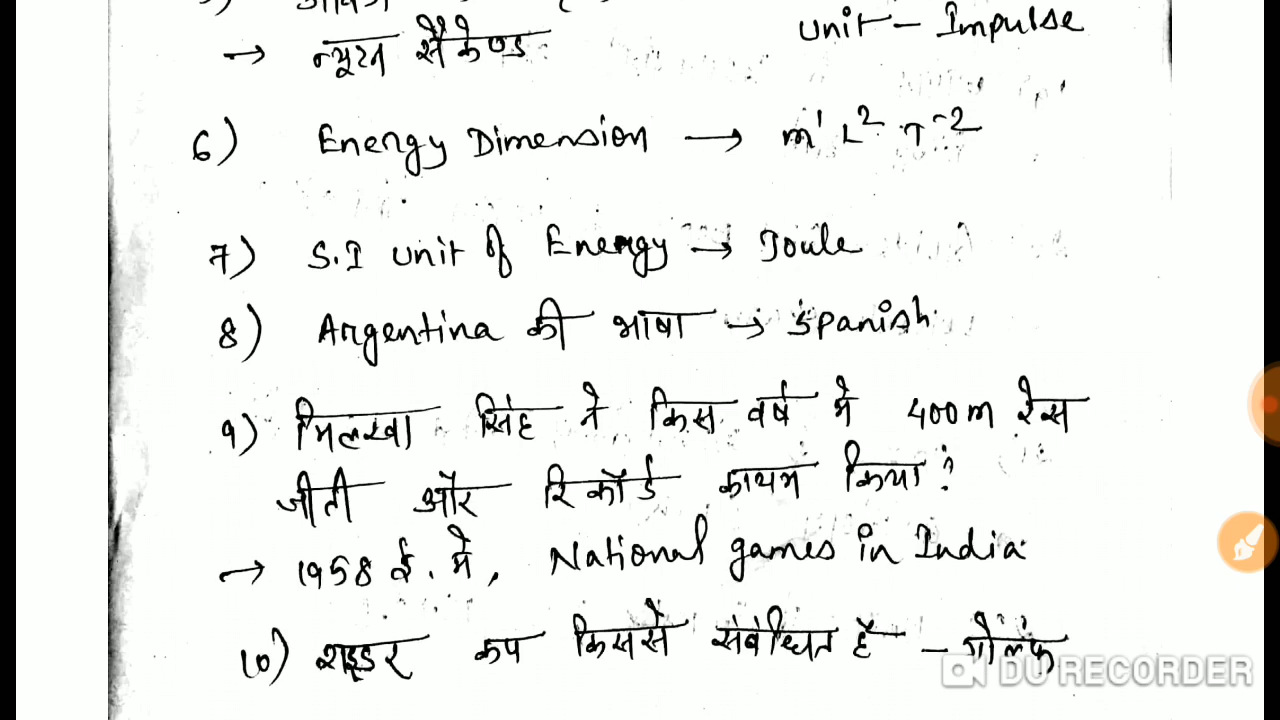 unit - Impulse
→ न्यूटन सेकेण्ड
6) Energy Dimension → m¹ L² T⁻²
7) S.I unit of Energy → Joule
8) Argentina की भाषा → Spanish
9) मिल्खा सिंह ने किस वर्ष में 400m रेस
जीती और रिकॉर्ड कायम किया?
→ 1958 ई. में, National games in India
10) राइडर कप किससे संबंधित है - गोल्फ
DU RECORDER